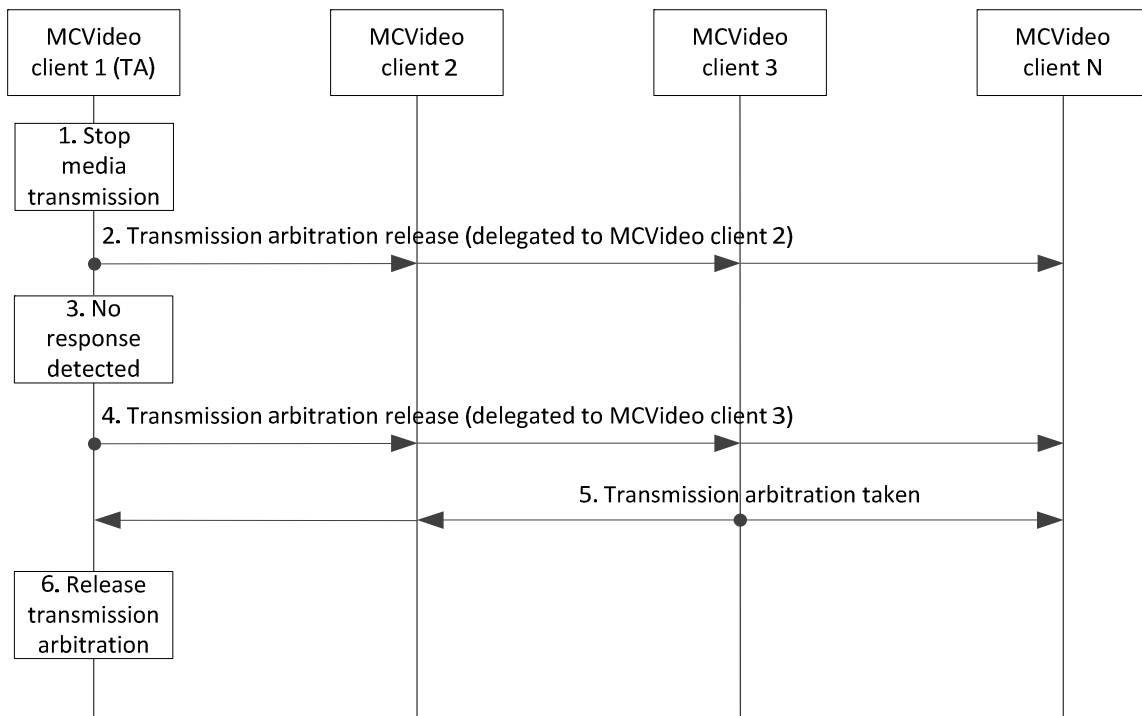 MCVideo
client 1 (TA)
MCVideo
client 2
MCVideo
client 3
MCVideo
client N
1. Stop
media
transmission
2. Transmission arbitration release (delegated to MCVideo client 2)
3. No
response
detected
4. Transmission arbitration release (delegated to MCVideo client 3)
5. Transmission arbitration taken
6. Release
transmission
arbitration